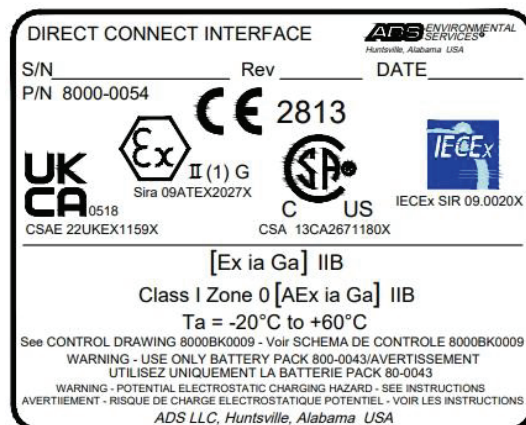 DIRECT CONNECT INTERFACE
ADS ENVIRONMENTAL SERVICES®
Huntsville, Alabama USA
S/N Rev DATE
P/N 8000-0054
CE 2813
Ex II (1) G
Sira 09ATEX2027X
UK CA 0518
CSAE 22UKEX1159X
CSA®
C US
CSA 13CA2671180X
IECEx
IECEx SIR 09.0020X
[Ex ia Ga] IIB
Class I Zone 0 [AEx ia Ga] IIB
Ta = -20°C to +60°C
See CONTROL DRAWING 8000BK0009 - Voir SCHEMA DE CONTROLE 8000BK0009
WARNING - USE ONLY BATTERY PACK 800-0043/AVERTISSEMENT
UTILISEZ UNIQUEMENT LA BATTERIE PACK 80-0043
WARNING - POTENTIAL ELECTROSTATIC CHARGING HAZARD - SEE INSTRUCTIONS
AVERTIIEMENT - RISQUE DE CHARGE ELECTROSTATIQUE POTENTIEL - VOIR LES INSTRUCTIONS
ADS LLC, Huntsville, Alabama USA